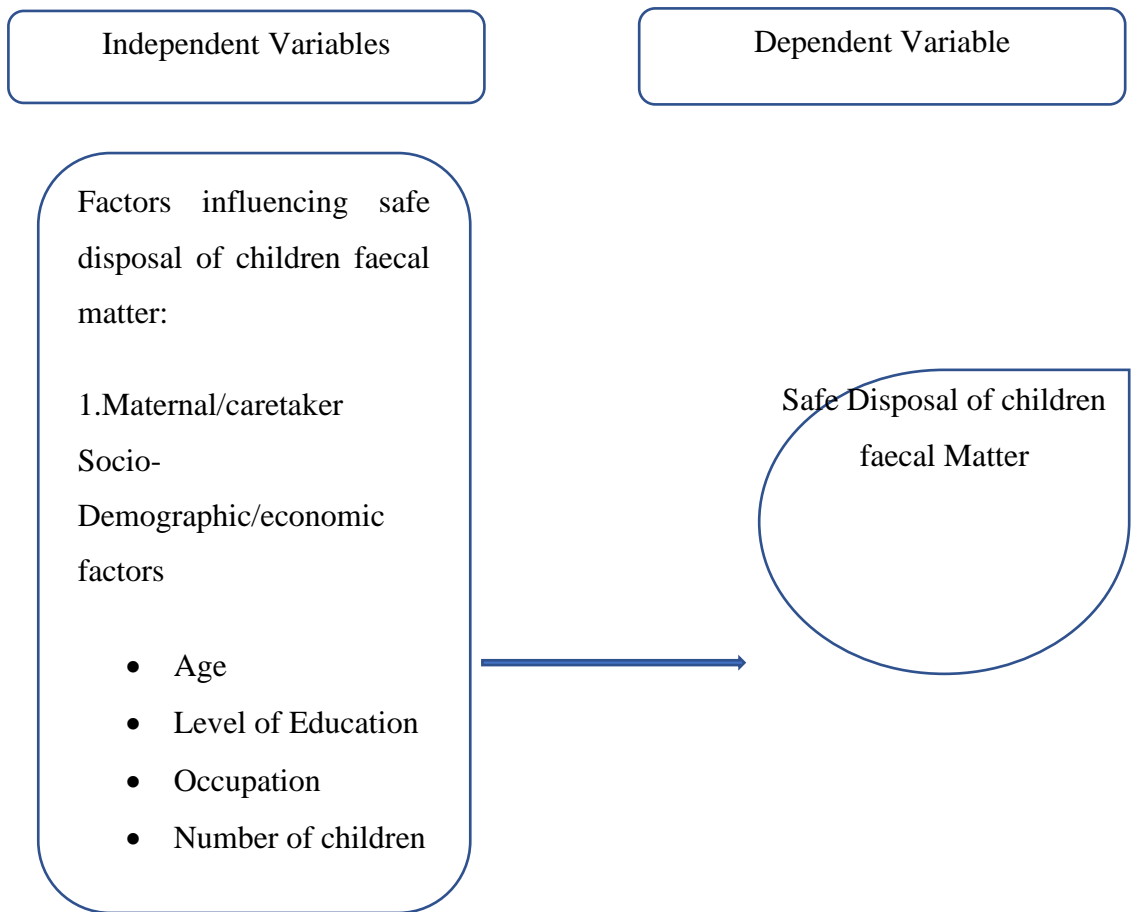 Independent Variables
Dependent Variable
Factors influencing safe
disposal of children faecal
matter:
1.Maternal/caretaker
Socio-
Demographic/economic
factors
• Age
• Level of Education
• Occupation
• Number of children
Safe Disposal of children
faecal Matter